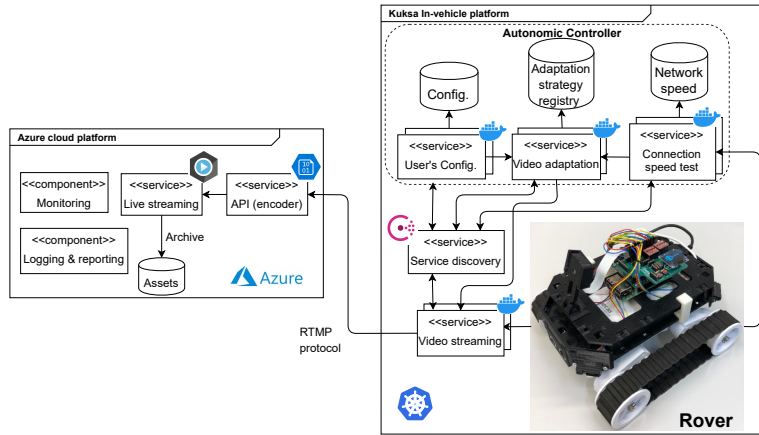 Kuksa In-vehicle platform
Autonomic Controller
Config.
Adaptation
strategy
registry
Network
speed
<<service>>
User's Config.
<<service>>
Video adaptation
<<service>>
Connection
speed test
Azure cloud platform
<<component>>
Monitoring
<<service>>
Live streaming
10
01
<<service>>
API (encoder)
<<component>>
Logging & reporting
Archive
Assets
Azure
<<service>>
Service discovery
RTMP
protocol
<<service>>
Video streaming
Rover